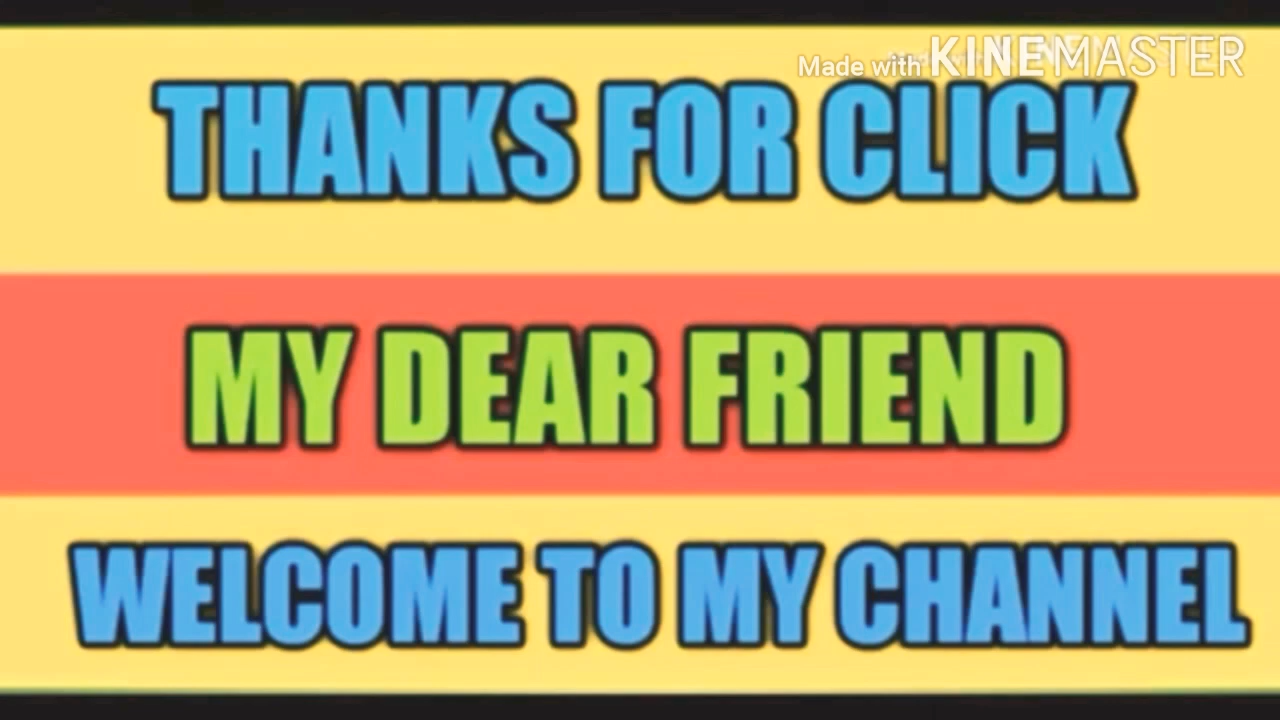 Made with KINEMASTER
THANKS FOR CLICK
MY DEAR FRIEND
WELCOME TO MY CHANNEL